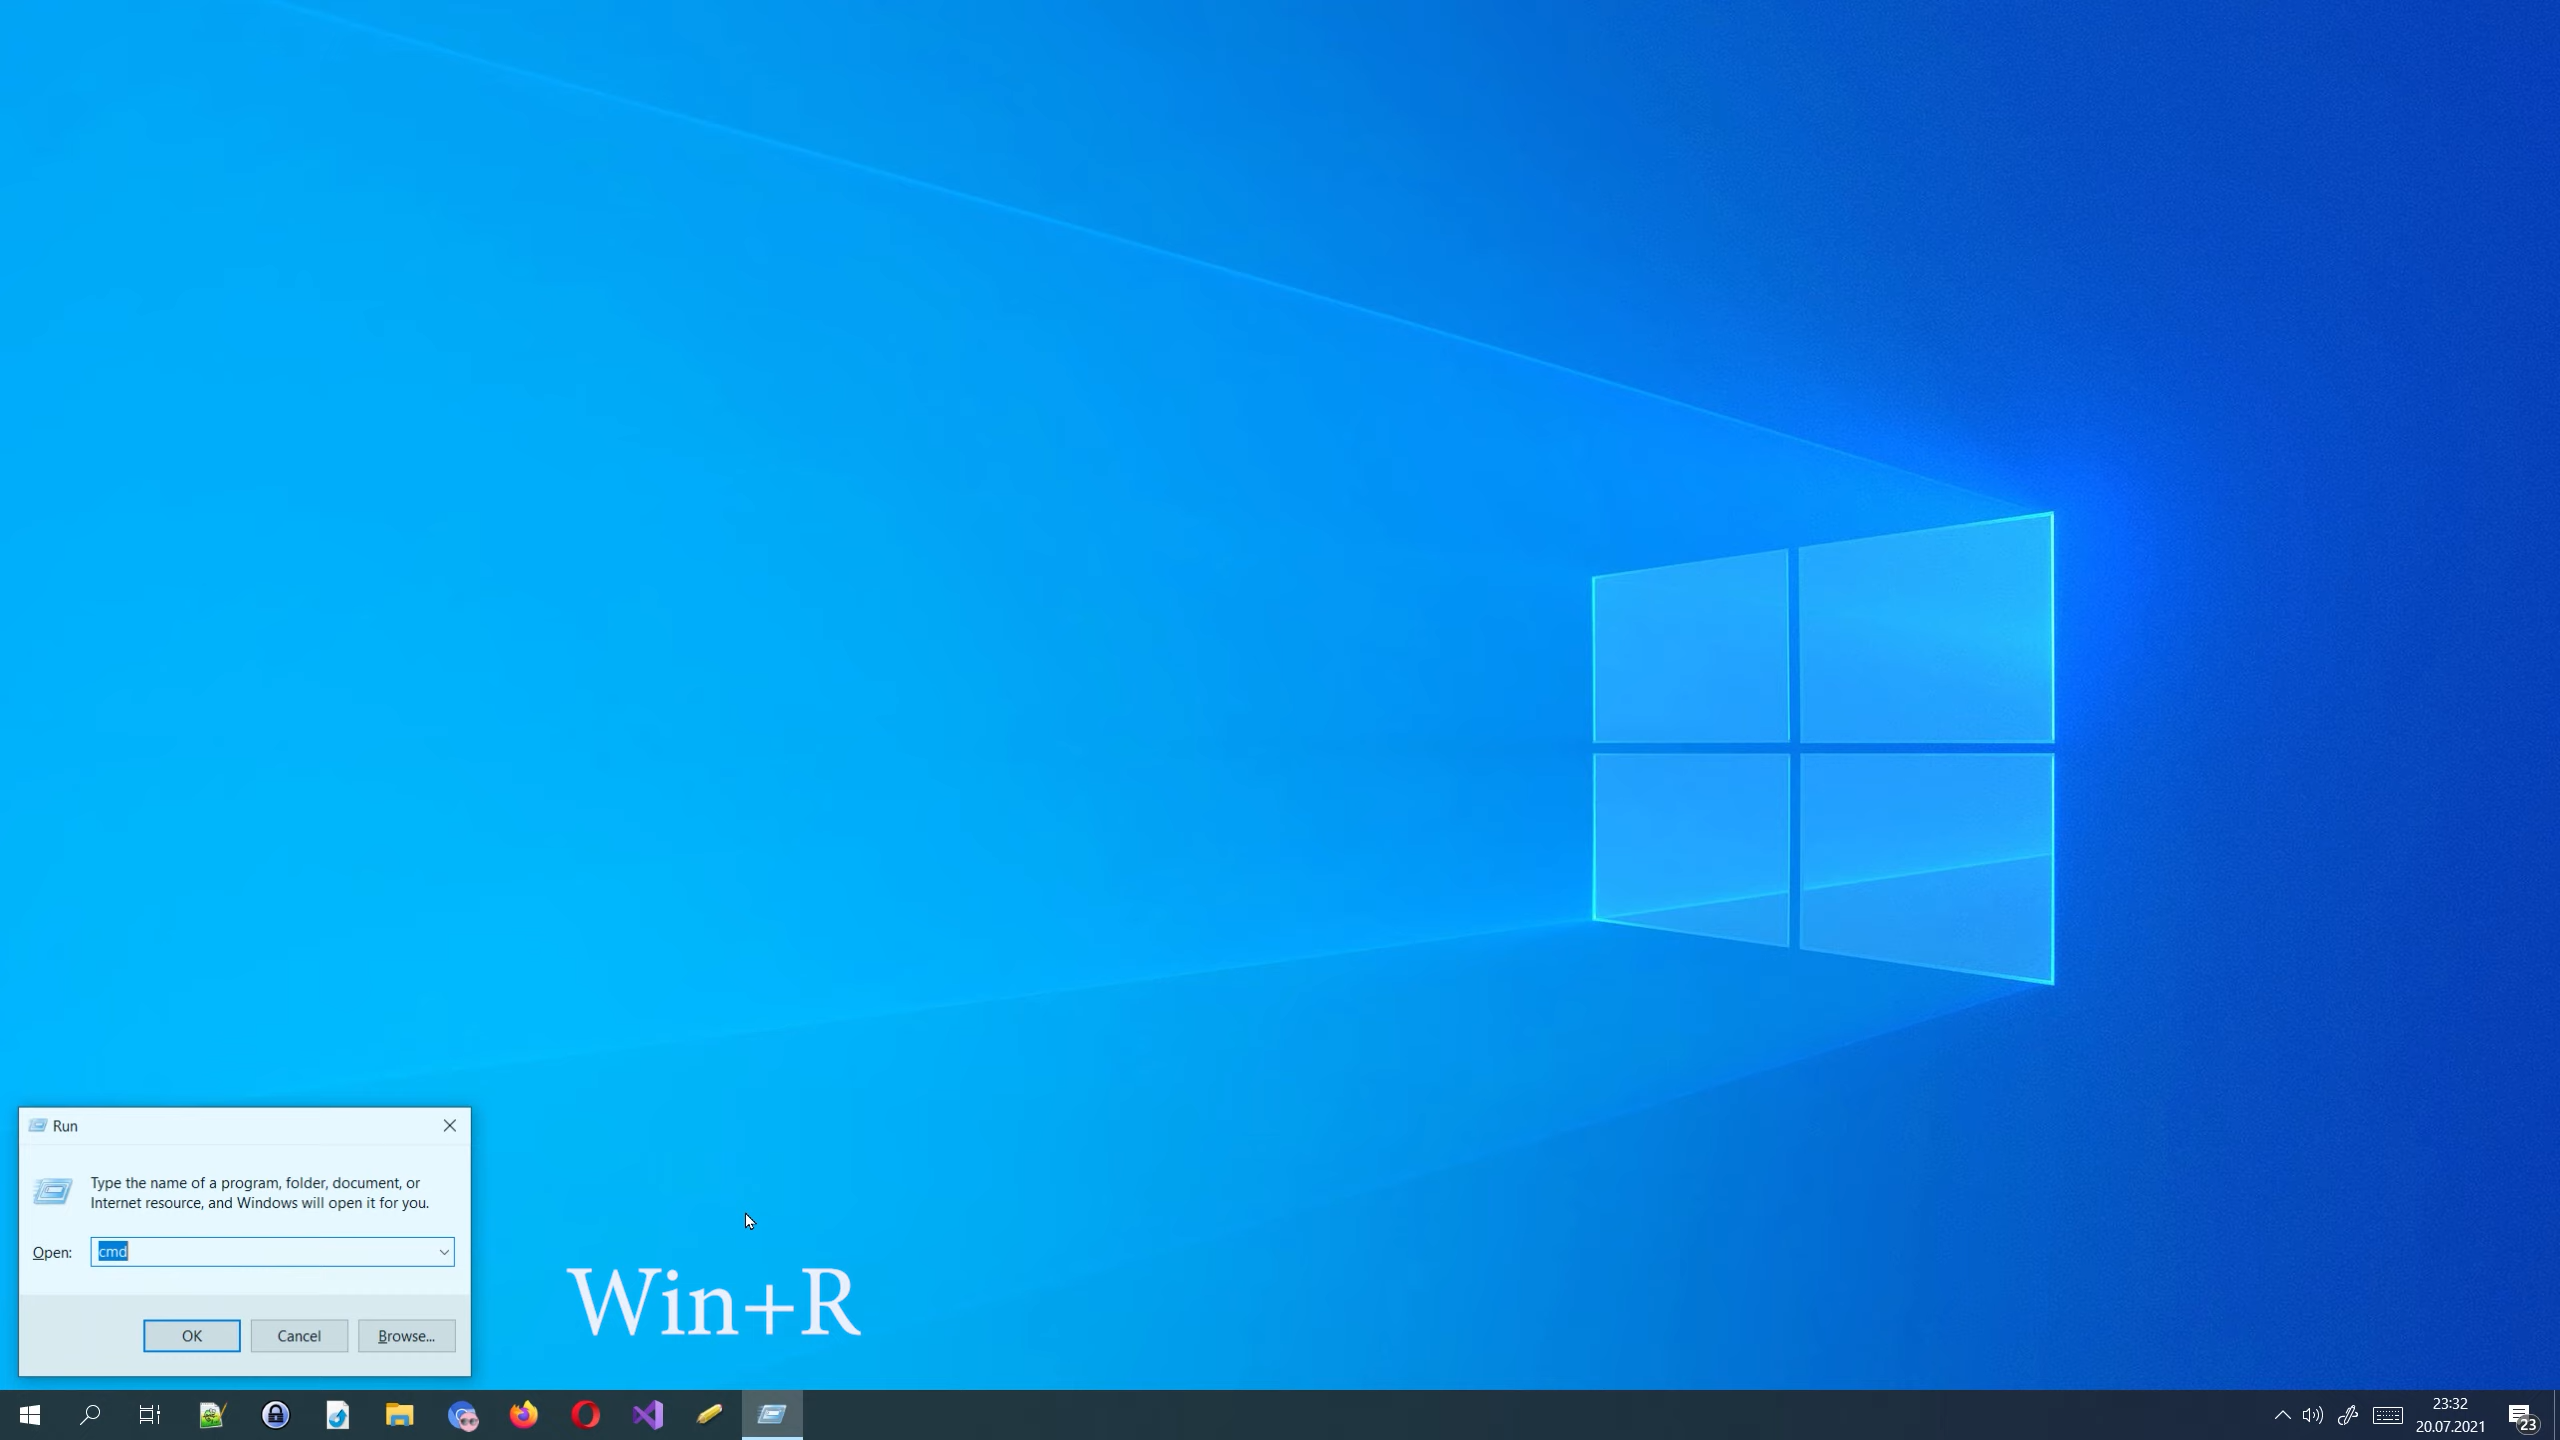 Run
Type the name of a program, folder, document, or
Internet resource, and Windows will open it for you.
Open:
cmd
OK
Cancel
Browse...
Win+R
23:32
20.07.2021
23